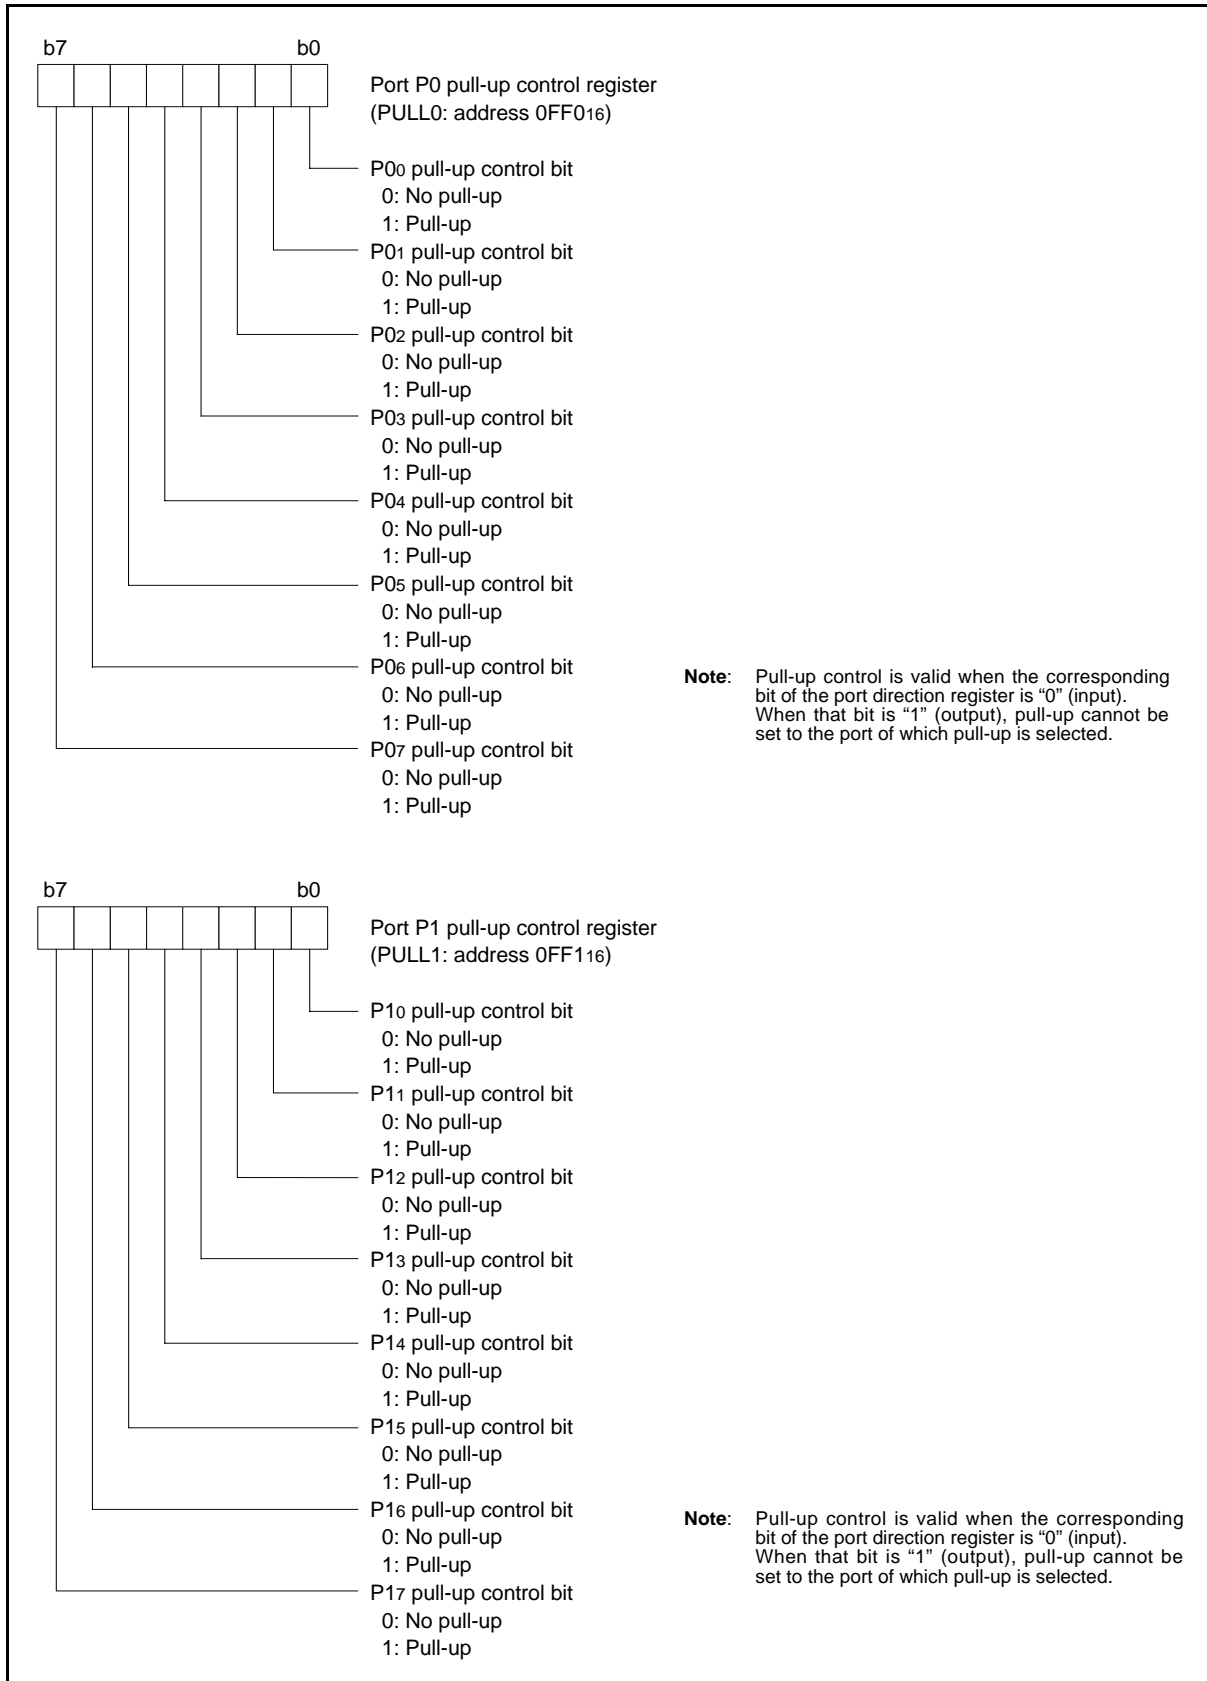 b7 b0
Port P0 pull-up control register
(PULL0: address 0FF016)
P00 pull-up control bit
0: No pull-up
1: Pull-up
P01 pull-up control bit
0: No pull-up
1: Pull-up
P02 pull-up control bit
0: No pull-up
1: Pull-up
P03 pull-up control bit
0: No pull-up
1: Pull-up
P04 pull-up control bit
0: No pull-up
1: Pull-up
P05 pull-up control bit
0: No pull-up
1: Pull-up
P06 pull-up control bit
0: No pull-up
1: Pull-up
P07 pull-up control bit
0: No pull-up
1: Pull-up
Note: Pull-up control is valid when the corresponding
bit of the port direction register is “0” (input).
When that bit is “1” (output), pull-up cannot be
set to the port of which pull-up is selected.
b7 b0
Port P1 pull-up control register
(PULL1: address 0FF116)
P10 pull-up control bit
0: No pull-up
1: Pull-up
P11 pull-up control bit
0: No pull-up
1: Pull-up
P12 pull-up control bit
0: No pull-up
1: Pull-up
P13 pull-up control bit
0: No pull-up
1: Pull-up
P14 pull-up control bit
0: No pull-up
1: Pull-up
P15 pull-up control bit
0: No pull-up
1: Pull-up
P16 pull-up control bit
0: No pull-up
1: Pull-up
P17 pull-up control bit
0: No pull-up
1: Pull-up
Note: Pull-up control is valid when the corresponding
bit of the port direction register is “0” (input).
When that bit is “1” (output), pull-up cannot be
set to the port of which pull-up is selected.